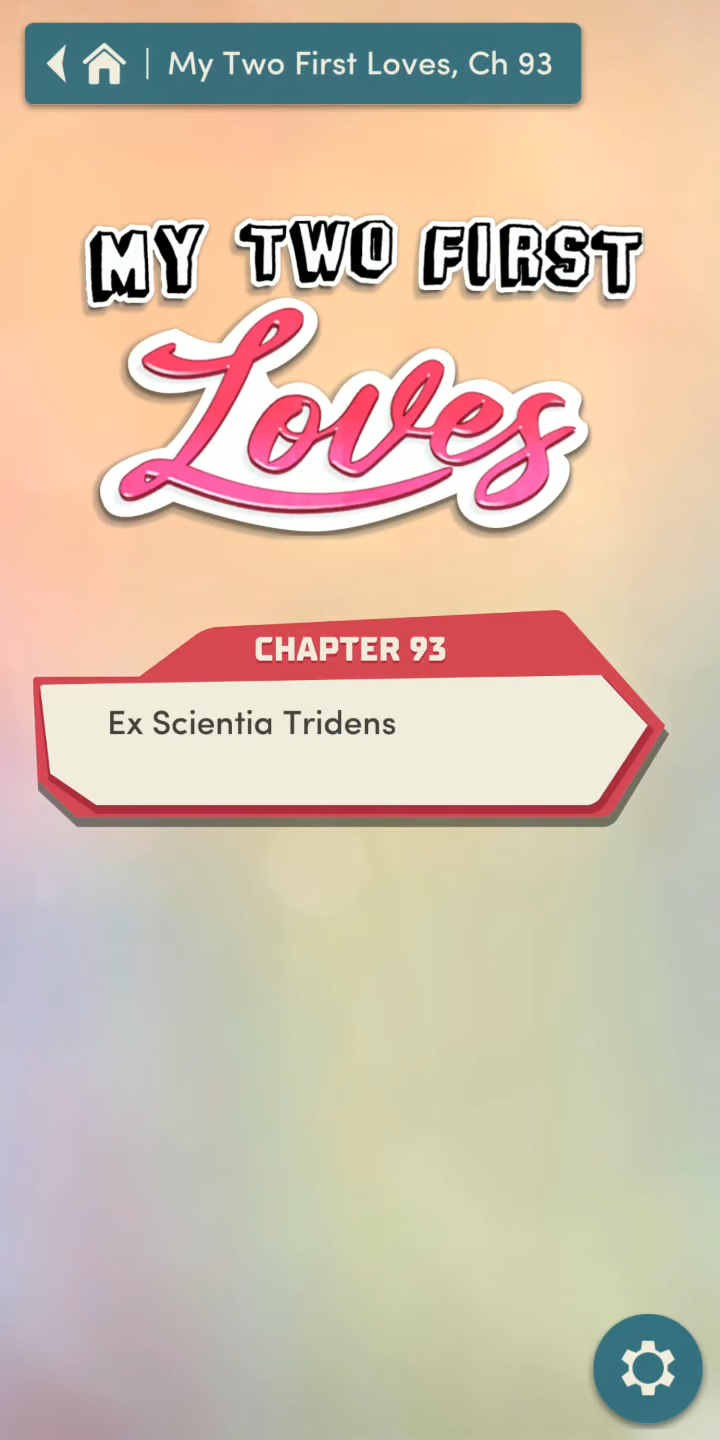 My Two First Loves, Ch 93
MY TWO FIRST
Loves
CHAPTER 93
Ex Scientia Tridens